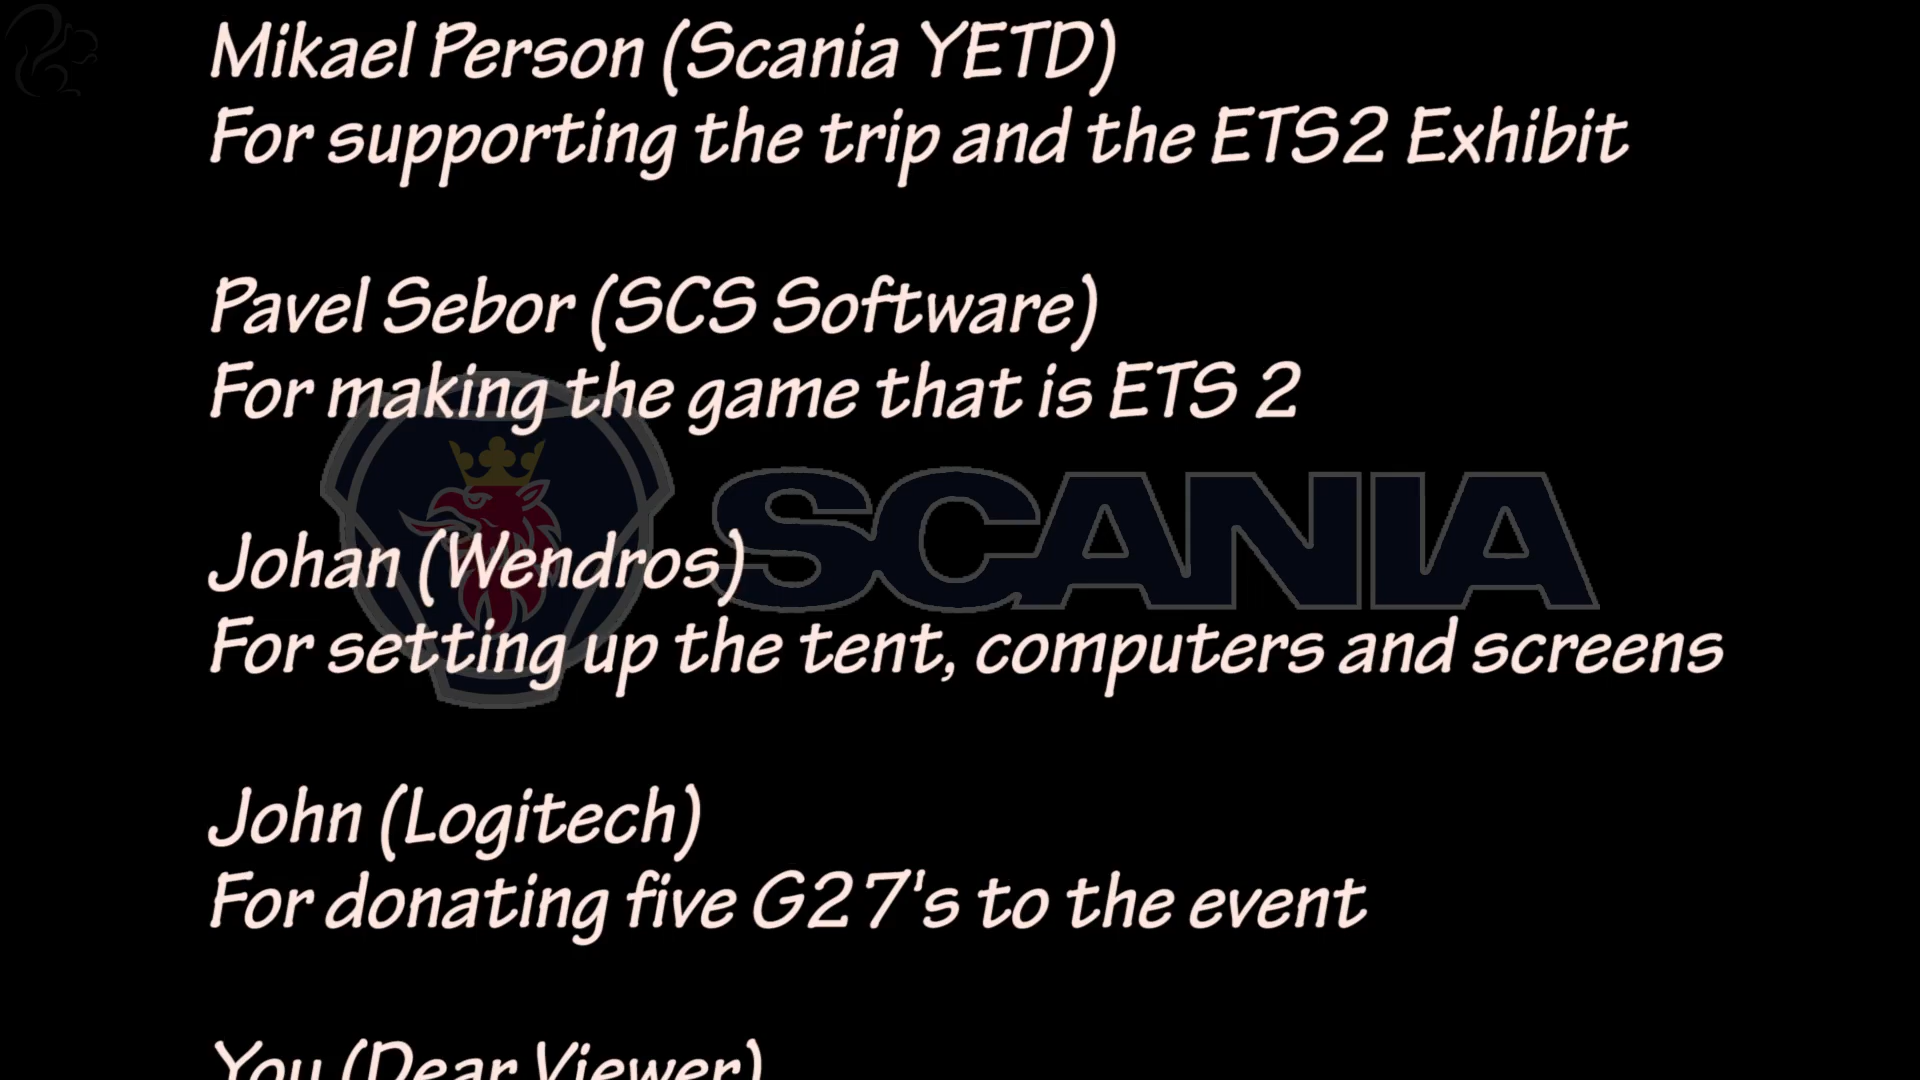 Mikael Person (Scania YETD)
For supporting the trip and the ETS2 Exhibit
Pavel Sebor (SCS Software)
For making the game that is ETS 2
SCANIA
Johan (Wendros)
For setting up the tent, computers and screens
John (Logitech)
For donating five G27's to the event
You (Dear Viewer)